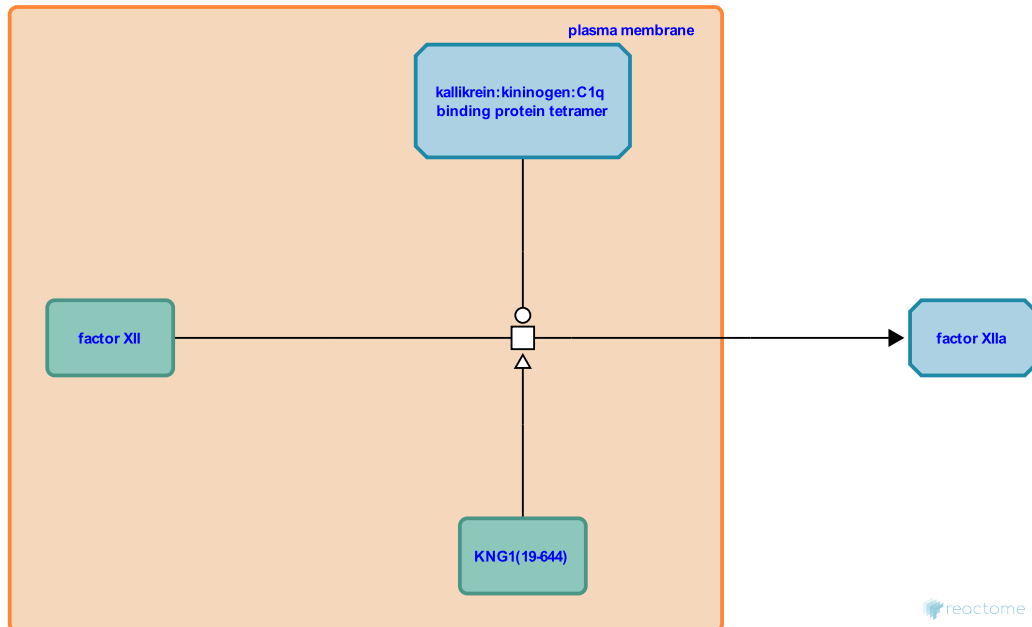 plasma membrane
kallikrein:kininogen:C1q
binding protein tetramer
factor XII
factor XIIa
KNG1(19-644)
reactome